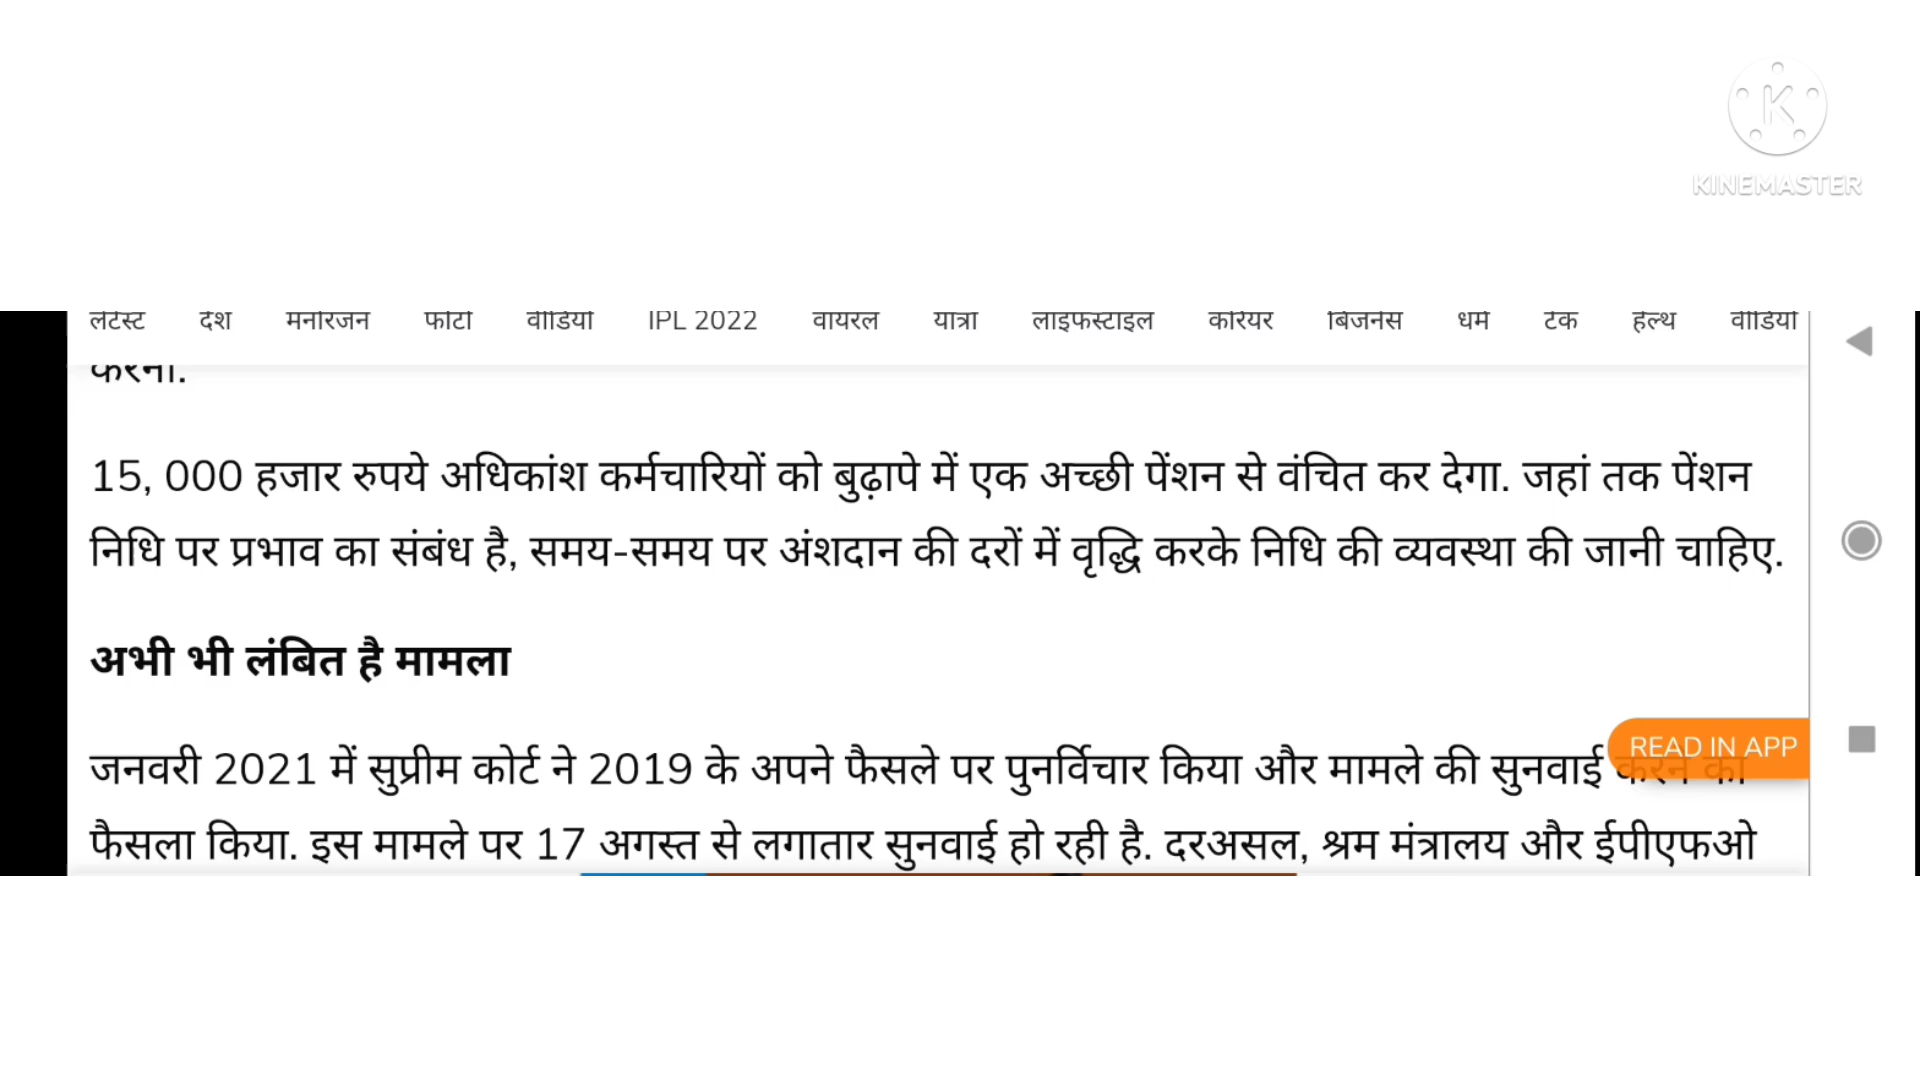 KINEMASTER
लेटेस्ट देश मनोरंजन फोटो वीडियो IPL 2022 वायरल यात्रा लाइफस्टाइल करियर बिजनेस धर्म टेक हेल्थ वीडियो
करना.
15, 000 हजार रुपये अधिकांश कर्मचारियों को बुढ़ापे में एक अच्छी पेंशन से वंचित कर देगा. जहां तक पेंशन
निधि पर प्रभाव का संबंध है, समय-समय पर अंशदान की दरों में वृद्धि करके निधि की व्यवस्था की जानी चाहिए.
अभी भी लंबित है मामला
READ IN APP
जनवरी 2021 में सुप्रीम कोर्ट ने 2019 के अपने फैसले पर पुनर्विचार किया और मामले की सुनवाई करने का
फैसला किया. इस मामले पर 17 अगस्त से लगातार सुनवाई हो रही है. दरअसल, श्रम मंत्रालय और ईपीएफओ